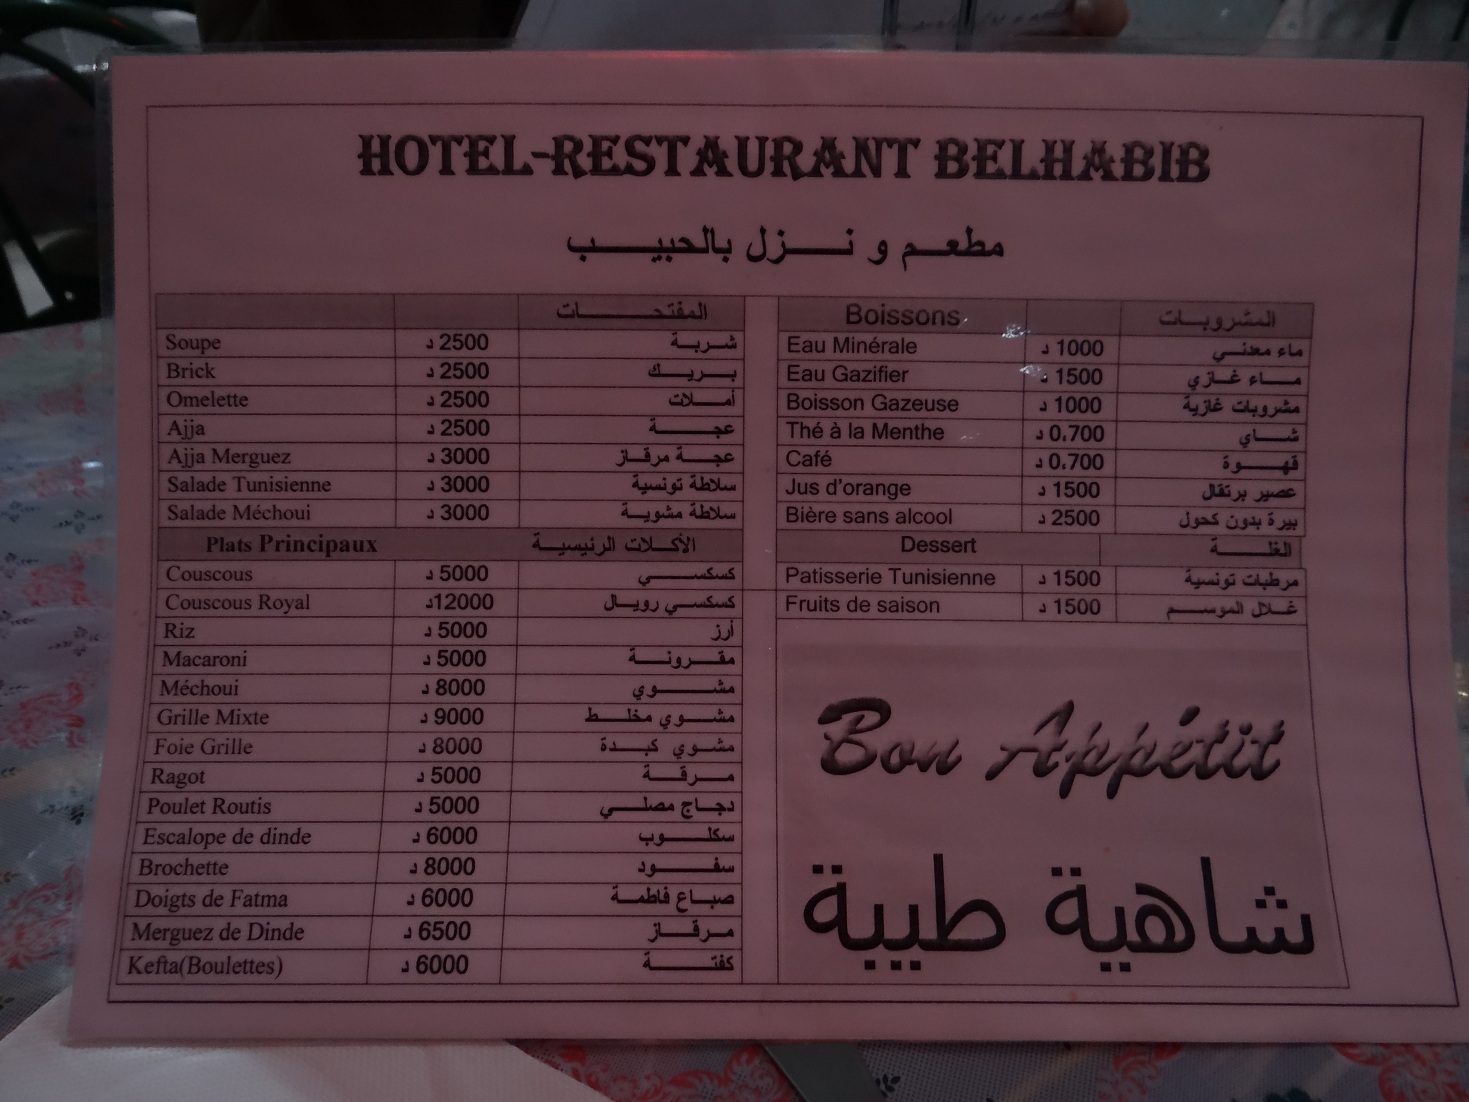 HOTEL-RESTAURANT BELHABIB
مطعم و نزل بالحبيب
المفتحات
Soupe د 2500 شربة
Brick د 2500 بريك
Omelette د 2500 أملات
Ajja د 2500 عجة
Ajja Merguez د 3000 عجة مرقاز
Salade Tunisienne د 3000 سلاطة تونسية
Salade Méchoui د 3000 سلاطة مشوية
Plats Principaux الأكلات الرئيسية
Couscous د 5000 كسكسي
Couscous Royal د12000 كسكسي رويال
Riz د 5000 أرز
Macaroni د 5000 مقرونة
Méchoui د 8000 مشوي
Grille Mixte د 9000 مشوي مخلط
Foie Grille د 8000 مشوي كبدة
Ragot د 5000 مرقة
Poulet Routis د 5000 دجاج مصلي
Escalope de dinde د 6000 سكلوب
Brochette د 8000 سفود
Doigts de Fatma د 6000 صباع فاطمة
Merguez de Dinde د 6500 مرقاز
Kefta(Boulettes) د 6000 كفتة
Boissons المشروبات
Eau Minérale د 1000 ماء معدني
Eau Gazifier د 1500 ماء غازي
Boisson Gazeuse د 1000 مشروبات غازية
Thé à la Menthe د 0,700 شاي
Café د 0,700 قهوة
Jus d'orange د 1500 عصير برتقال
Bière sans alcool د 2500 بيرة بدون كحول
Dessert الغلة
Patisserie Tunisienne د 1500 مرطبات تونسية
Fruits de saison د 1500 غلال الموسم
Bon Appétit
شاهية طيبة